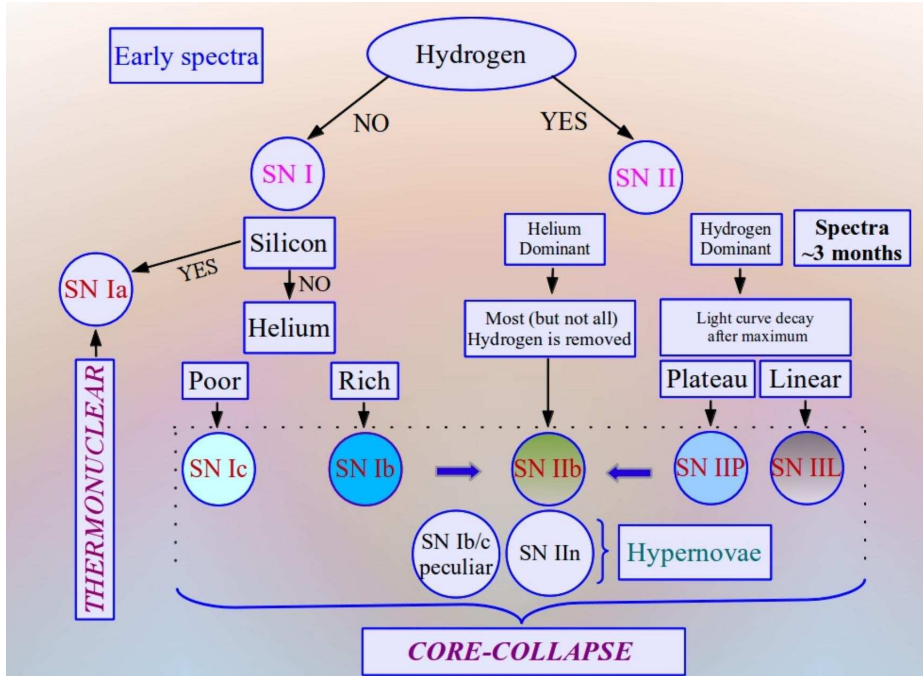 Early spectra
Hydrogen
NO
YES
SN I
SN II
Silicon
YES
NO
SN Ia
Helium
Poor
Rich
Helium
Dominant
Hydrogen
Dominant
Spectra
~3 months
Most (but not all)
Hydrogen is removed
Light curve decay
after maximum
Plateau
Linear
THERMONUCLEAR
SN Ic
SN Ib
SN IIb
SN IIP
SN IIL
SN Ib/c
peculiar
SN IIn
Hypernovae
CORE-COLLAPSE